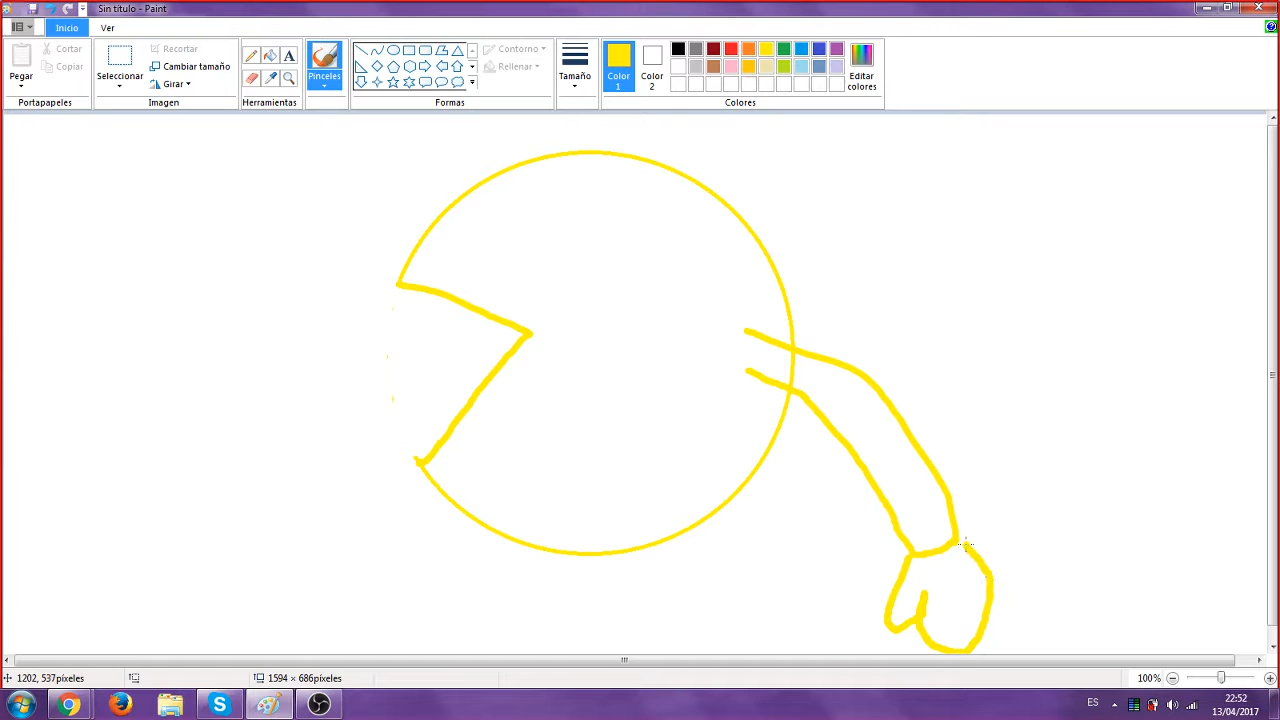 Sin título - Paint
Inicio Ver
Pegar
Cortar
Copiar
Portapapeles
Seleccionar
Recortar
Cambiar tamaño
Girar
Imagen
A
Herramientas
Pinceles
Contorno
Rellenar
Formas
Tamaño
Color 1
Color 2
Editar colores
Colores
1202, 537píxeles
1594 × 686píxeles
100%
ES
22:52
13/04/2017